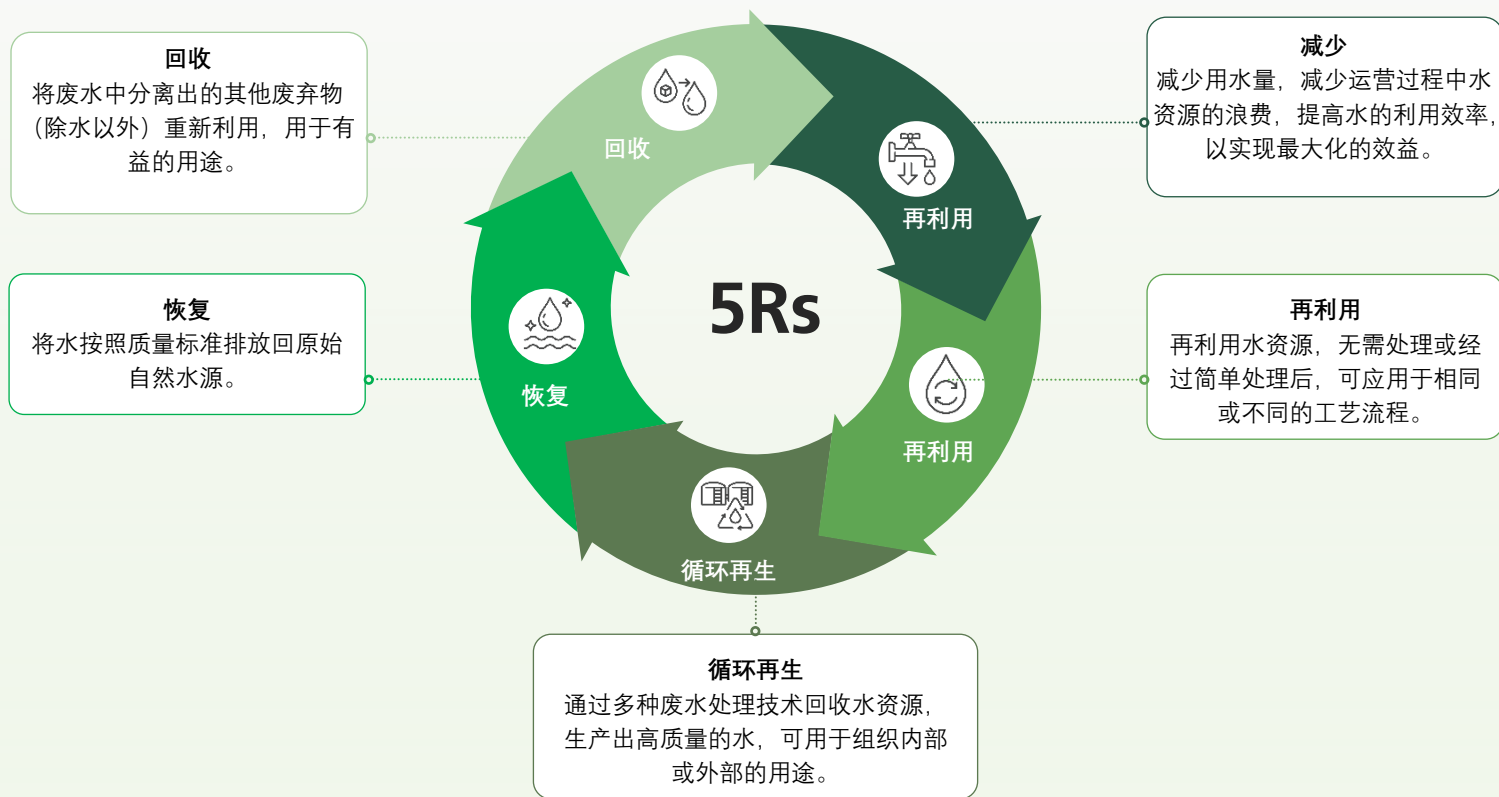 回收
将废水中分离出的其他废弃物
（除水以外）重新利用，用于有
益的用途。
减少
减少用水量，减少运营过程中水
资源的浪费，提高水的利用效率，
以实现最大化的效益。
回收
再利用
5Rs
恢复
将水按照质量标准排放回原始
自然水源。
再利用
再利用水资源，无需处理或经
过简单处理后，可应用于相同
或不同的工艺流程。
恢复
再利用
循环再生
循环再生
通过多种废水处理技术回收水资源，
生产出高质量的水，可用于组织内部
或外部的用途。